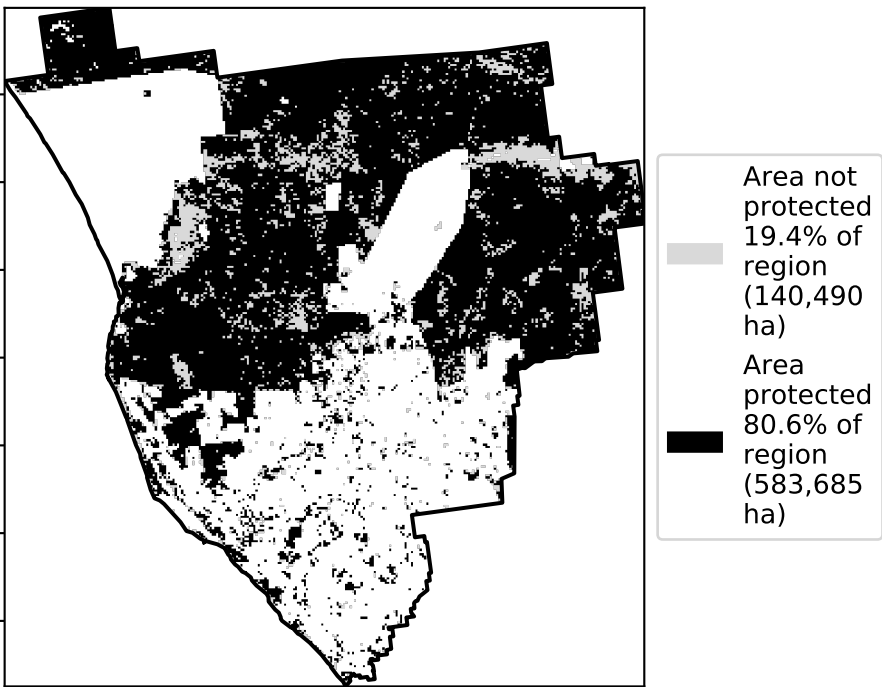 Area not
protected
19.4% of
region
(140,490
ha)
Area
protected
80.6% of
region
(583,685
ha)